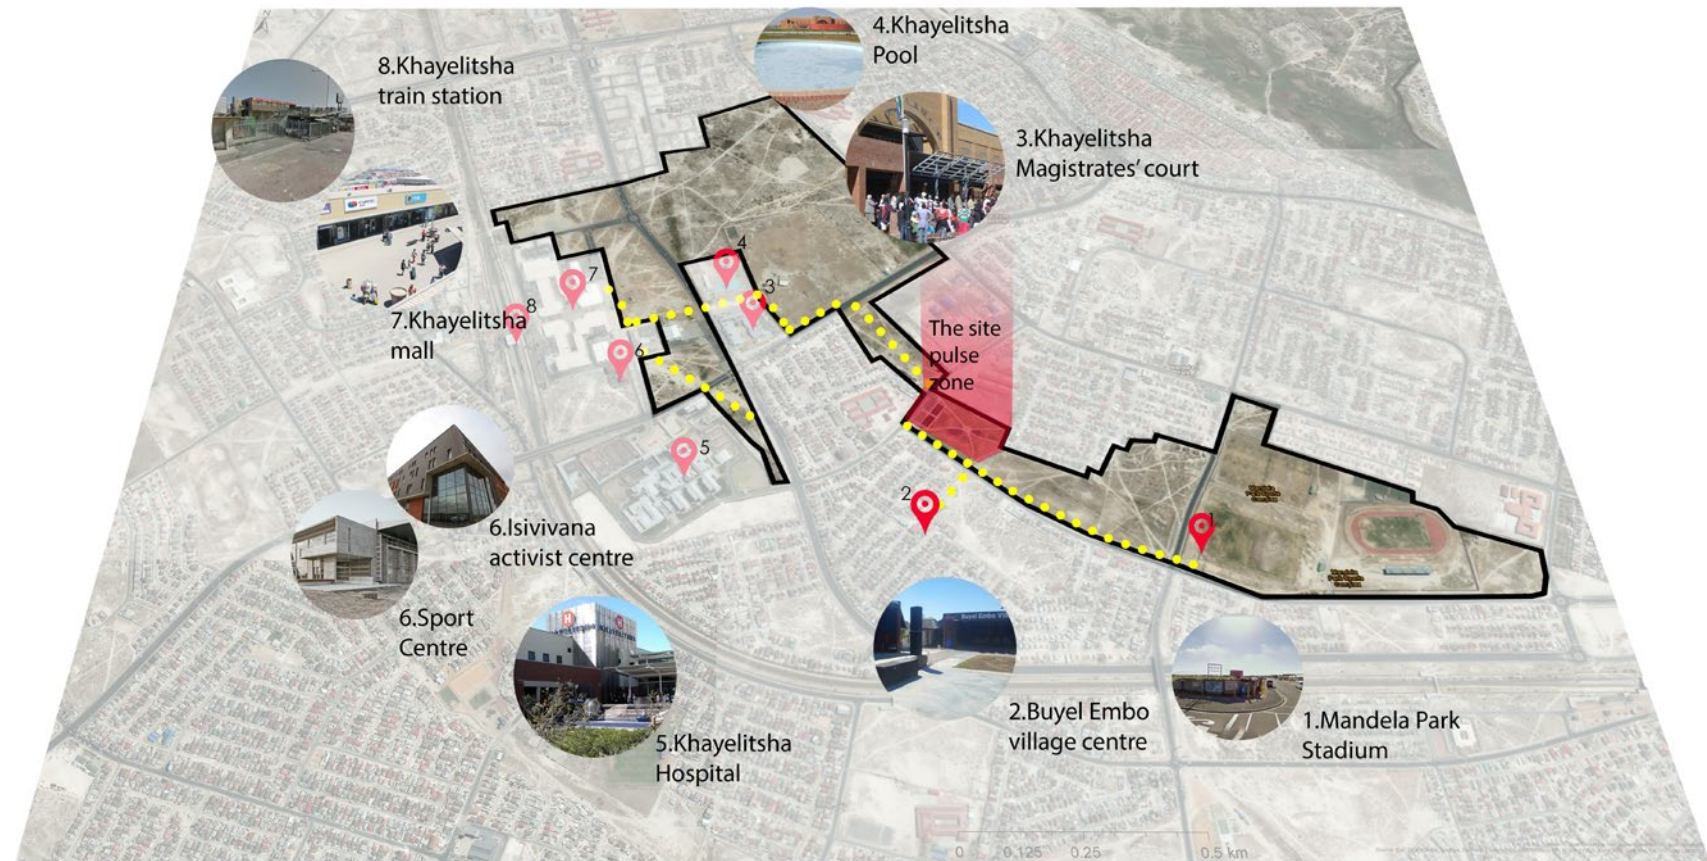 4.Khayelitsha
Pool
8.Khayelitsha
train station
3.Khayelitsha
Magistrates' court
4
7
3
8
7.Khayelitsha
mall
The site
pulse
zone
6
5
2
1
6.Isivivana
activist centre
6.Sport
Centre
5.Khayelitsha
Hospital
Buyel Embo
2.Buyel Embo
village centre
1.Mandela Park
Stadium
0 0.125 0.25 0.5 km